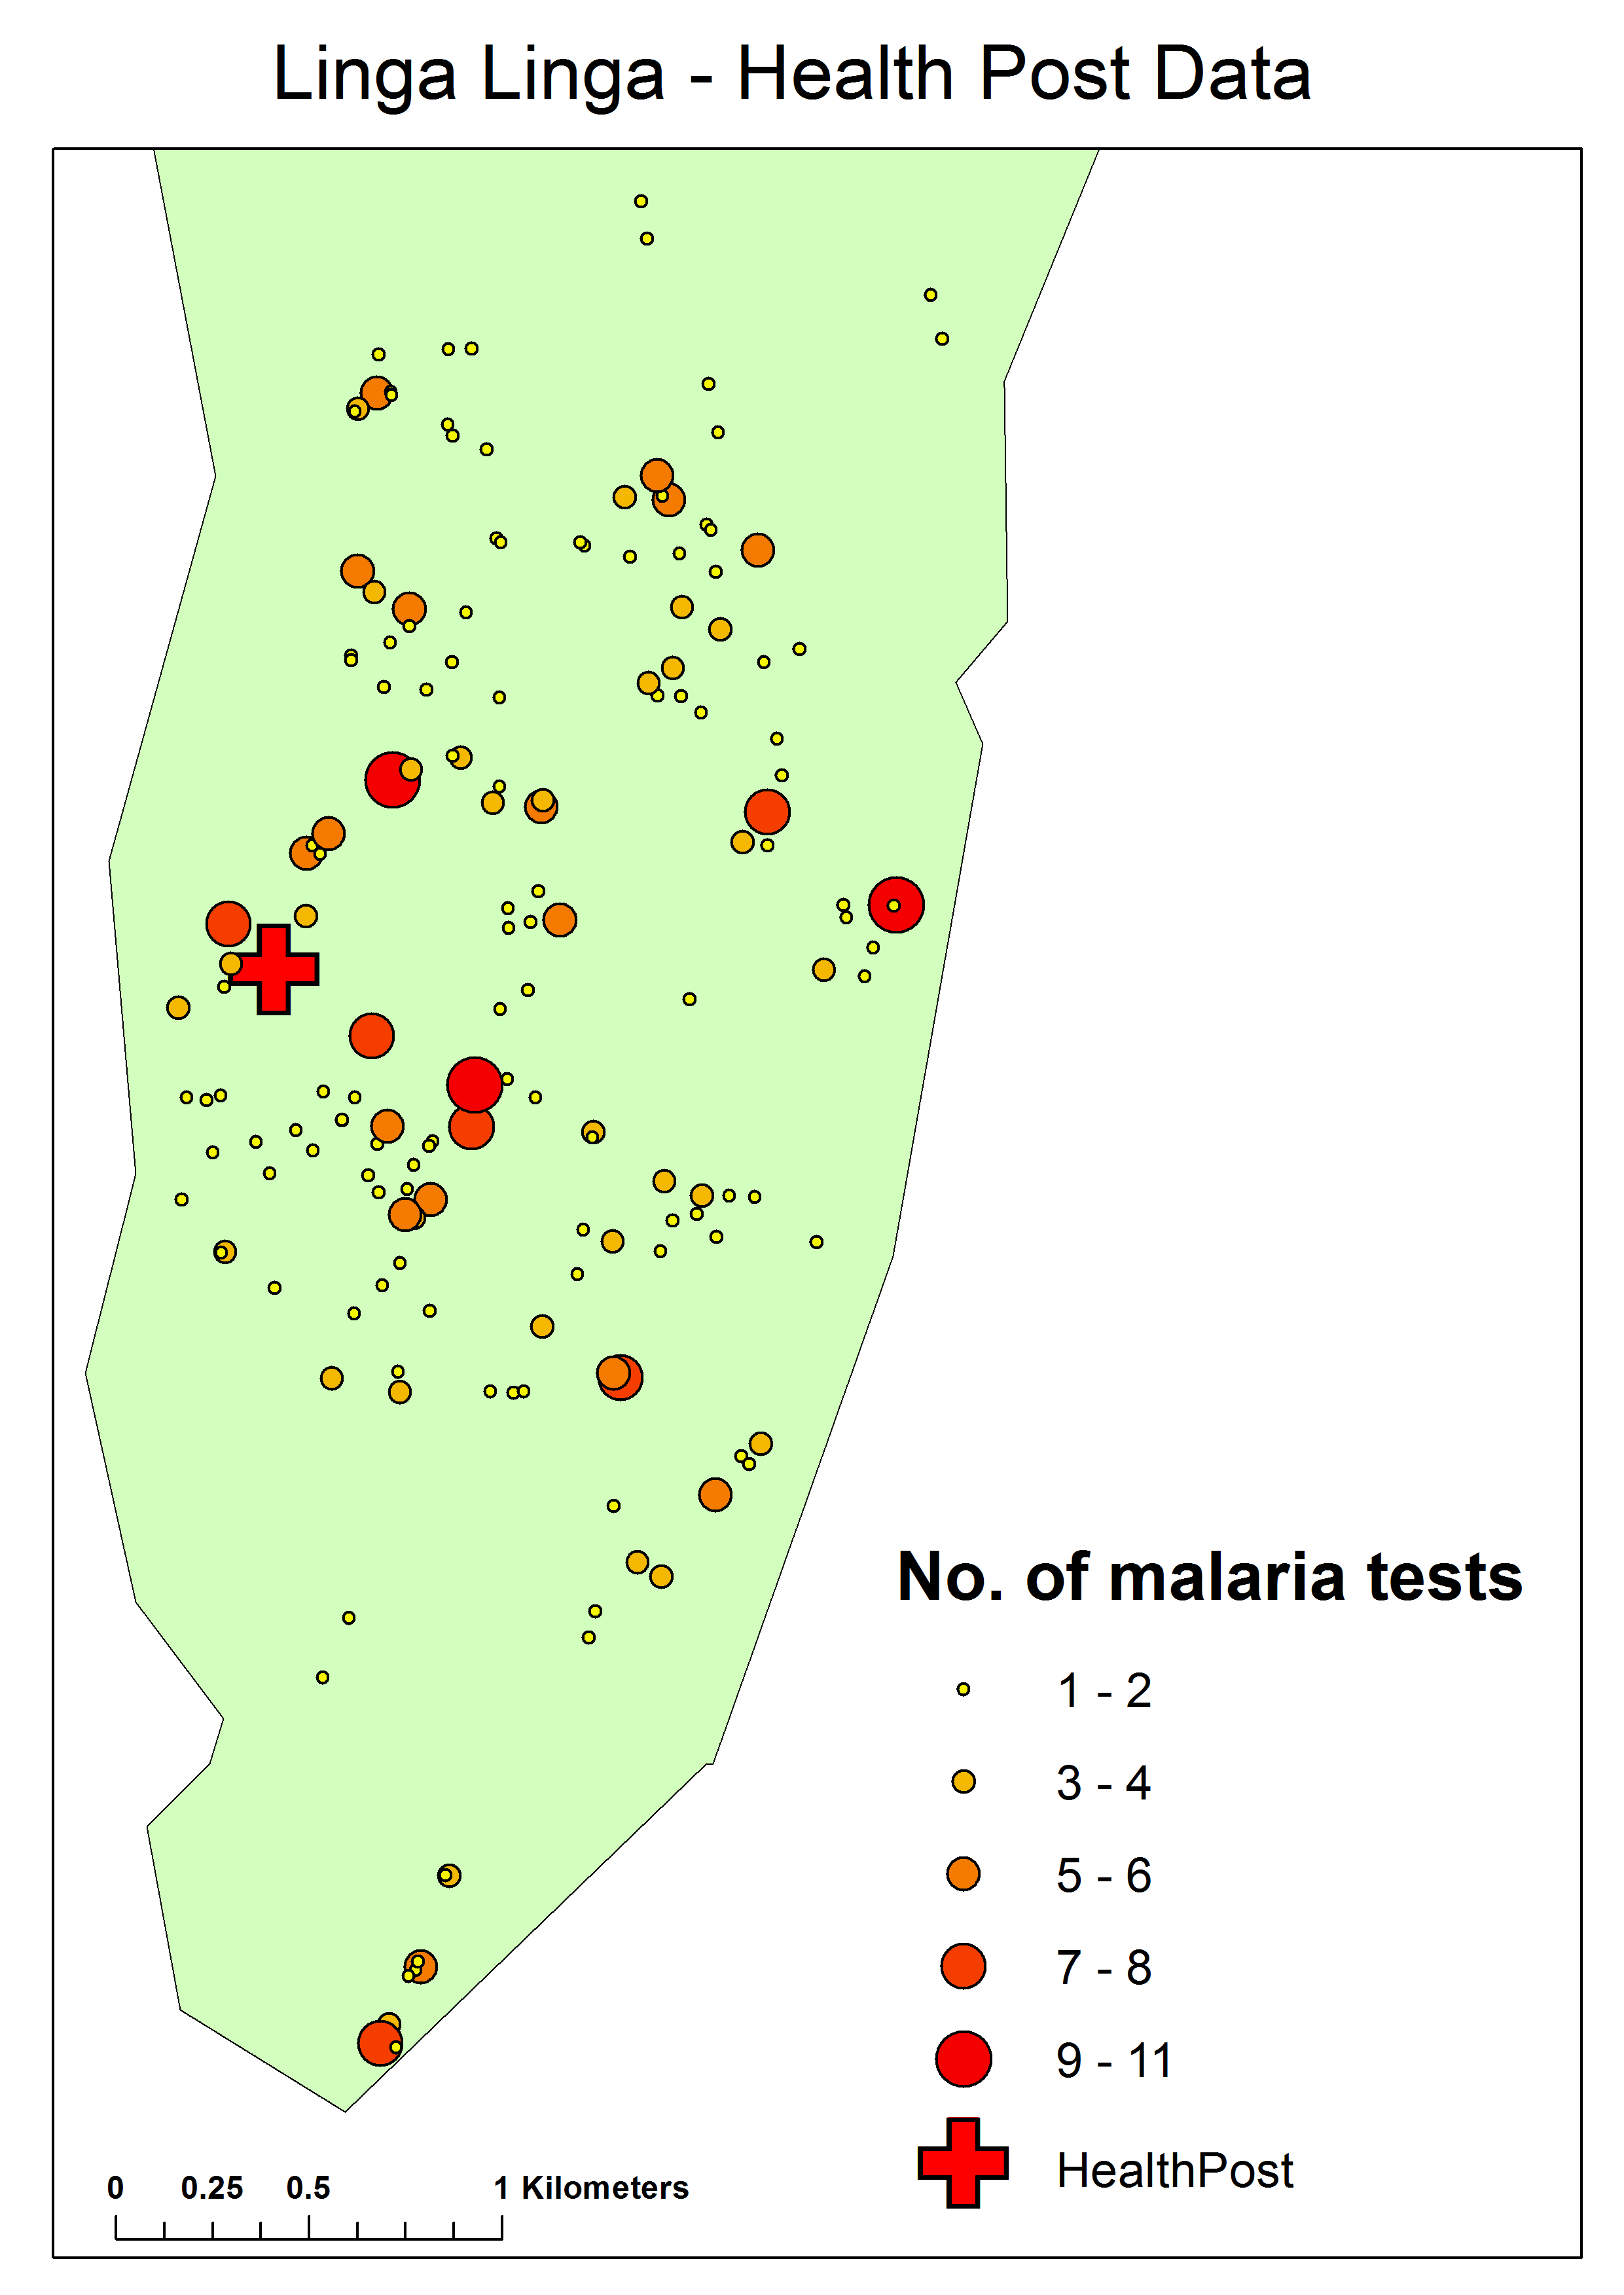 Linga Linga - Health Post Data
No. of malaria tests
1 - 2
3 - 4
5 - 6
7 - 8
9 - 11
HealthPost
0 0.25 0.5 1 Kilometers